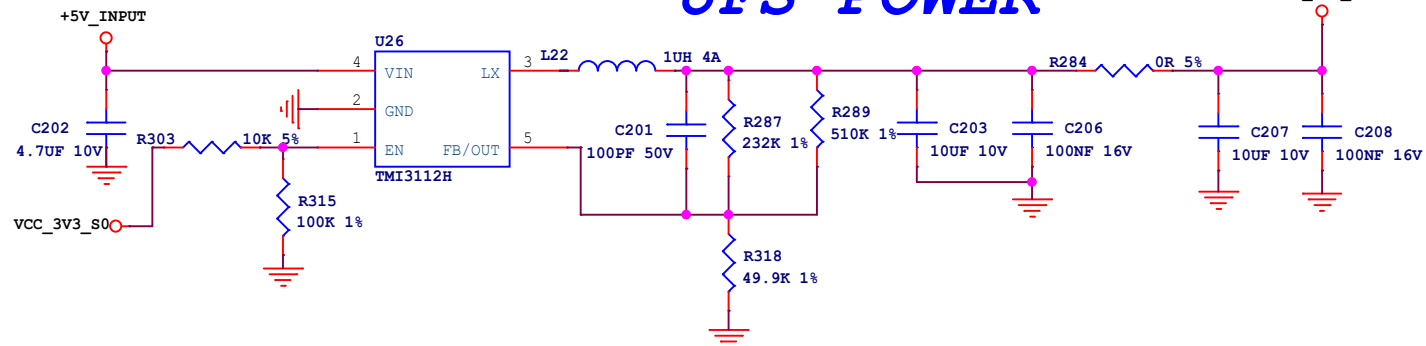 UFS POWER
+5V_INPUT
U26
4
VIN
LX
3
L22
1UH 4A
R284
0R 5%
2
GND
C202
4.7UF 10V
R303
10K 5%
1
EN
FB/OUT
5
TMI3112H
C201
100PF 50V
R287
232K 1%
R289
510K 1%
C203
10UF 10V
C206
100NF 16V
C207
10UF 10V
C208
100NF 16V
R315
100K 1%
VCC_3V3_S0
R318
49.9K 1%